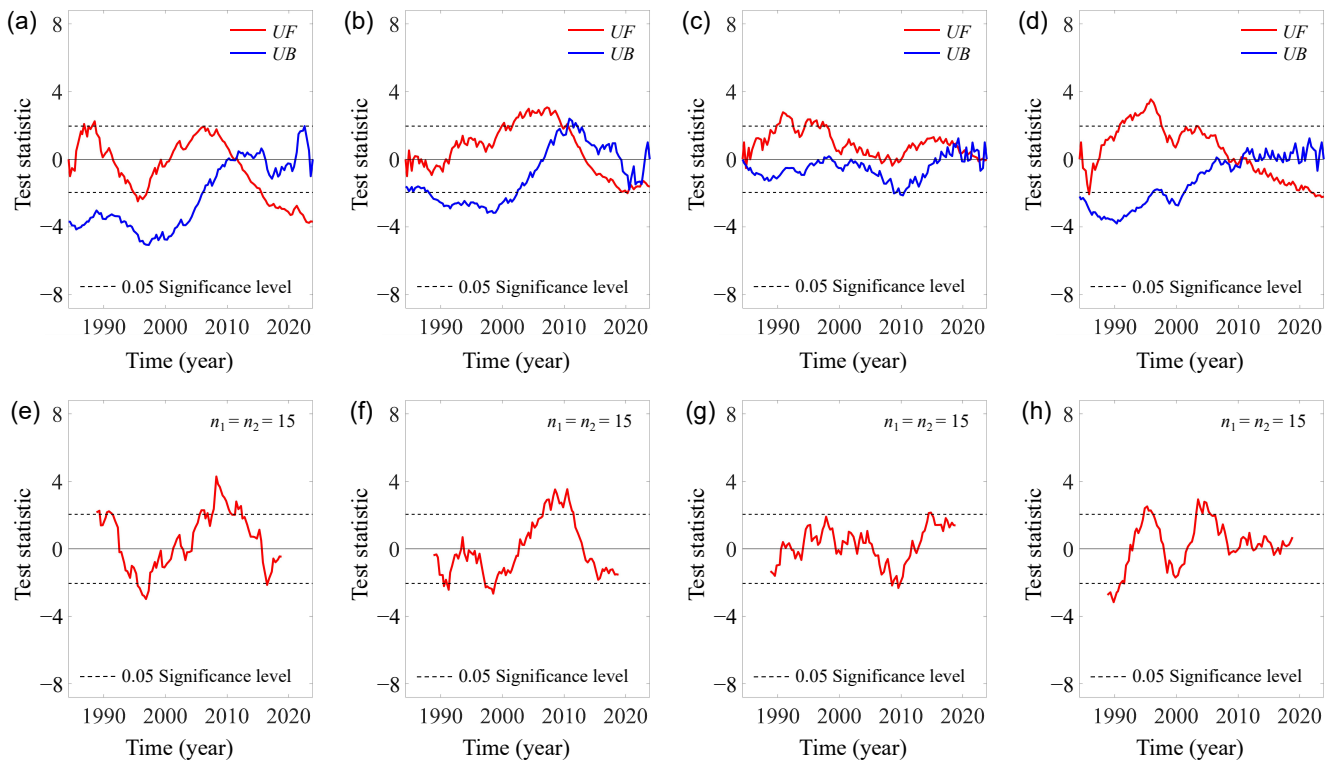 (a)
8
4
0
−4
−8
Test statistic
UF
UB
0.05 Significance level
1990 2000 2010 2020
Time (year)
(b)
8
4
0
−4
−8
Test statistic
UF
UB
0.05 Significance level
1990 2000 2010 2020
Time (year)
(c)
8
4
0
−4
−8
Test statistic
UF
UB
0.05 Significance level
1990 2000 2010 2020
Time (year)
(d)
8
4
0
−4
−8
Test statistic
UF
UB
0.05 Significance level
1990 2000 2010 2020
Time (year)
(e)
8
4
0
−4
−8
Test statistic
n₁ = n₂ = 15
0.05 Significance level
1990 2000 2010 2020
Time (year)
(f)
8
4
0
−4
−8
Test statistic
n₁ = n₂ = 15
0.05 Significance level
1990 2000 2010 2020
Time (year)
(g)
8
4
0
−4
−8
Test statistic
n₁ = n₂ = 15
0.05 Significance level
1990 2000 2010 2020
Time (year)
(h)
8
4
0
−4
−8
Test statistic
n₁ = n₂ = 15
0.05 Significance level
1990 2000 2010 2020
Time (year)